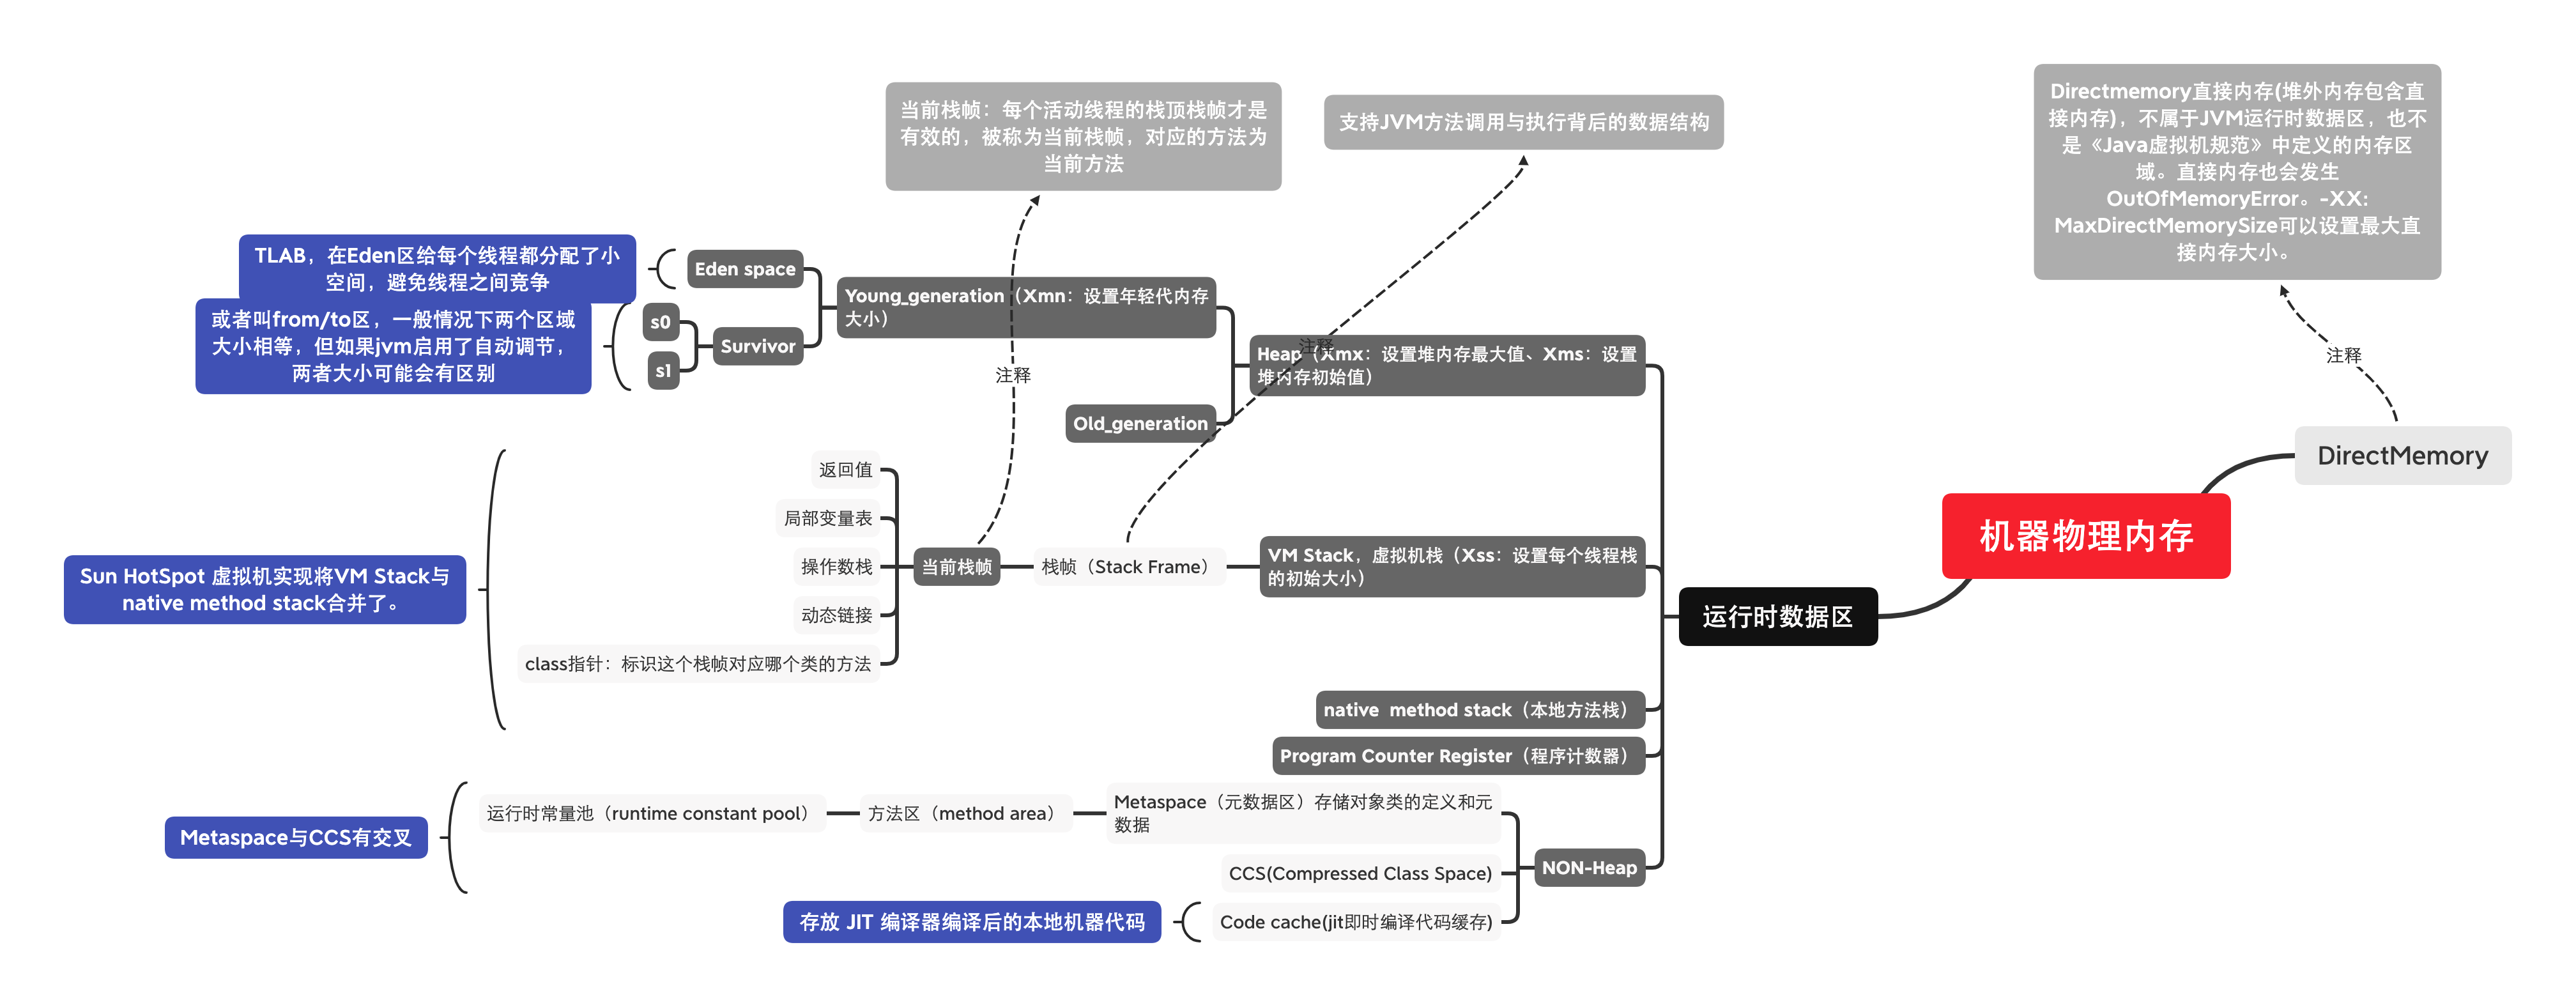 Directmemory直接内存(堆外内存包含直
接内存)，不属于JVM运行时数据区，也不
是《Java虚拟机规范》中定义的内存区
域。直接内存也会发生
OutOfMemoryError。-XX:
MaxDirectMemorySize可以设置最大直
接内存大小。
当前栈帧：每个活动线程的栈顶栈帧才是
有效的，被称为当前栈帧，对应的方法为
当前方法
支持JVM方法调用与执行背后的数据结构
TLAB，在Eden区给每个线程都分配了小
空间，避免线程之间竞争
Eden space
或者叫from/to区，一般情况下两个区域
大小相等，但如果jvm启用了自动调节，
两者大小可能会有区别
s0
s1
Survivor
Young_generation（Xmn：设置年轻代内存
大小）
注释
注释
注释
Heap（Xmx：设置堆内存最大值、Xms：设置
堆内存初始值）
Old_generation
DirectMemory
机器物理内存
运行时数据区
返回值
局部变量表
操作数栈
动态链接
class指针：标识这个栈帧对应哪个类的方法
当前栈帧
栈帧（Stack Frame）
VM Stack，虚拟机栈（Xss：设置每个线程栈
的初始大小）
Sun HotSpot 虚拟机实现将VM Stack与
native method stack合并了。
native method stack（本地方法栈）
Program Counter Register（程序计数器）
Metaspace与CCS有交叉
运行时常量池（runtime constant pool）
方法区（method area）
Metaspace（元数据区）存储对象类的定义和元
数据
CCS(Compressed Class Space)
NON-Heap
存放 JIT 编译器编译后的本地机器代码
Code cache(jit即时编译代码缓存)